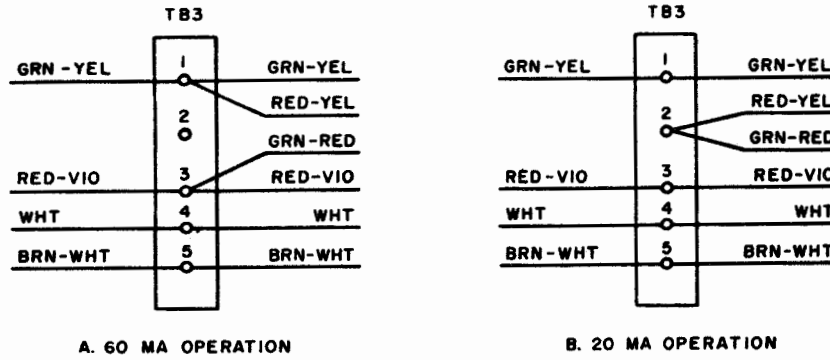 TB3
GRN-YEL 1 GRN-YEL
RED-YEL
2
GRN-RED
RED-VIO 3 RED-VIO
WHT 4 WHT
BRN-WHT 5 BRN-WHT
A. 60 MA OPERATION
TB3
GRN-YEL 1 GRN-YEL
RED-YEL
2
GRN-RED
RED-VIO 3 RED-VIO
WHT 4 WHT
BRN-WHT 5 BRN-WHT
B. 20 MA OPERATION